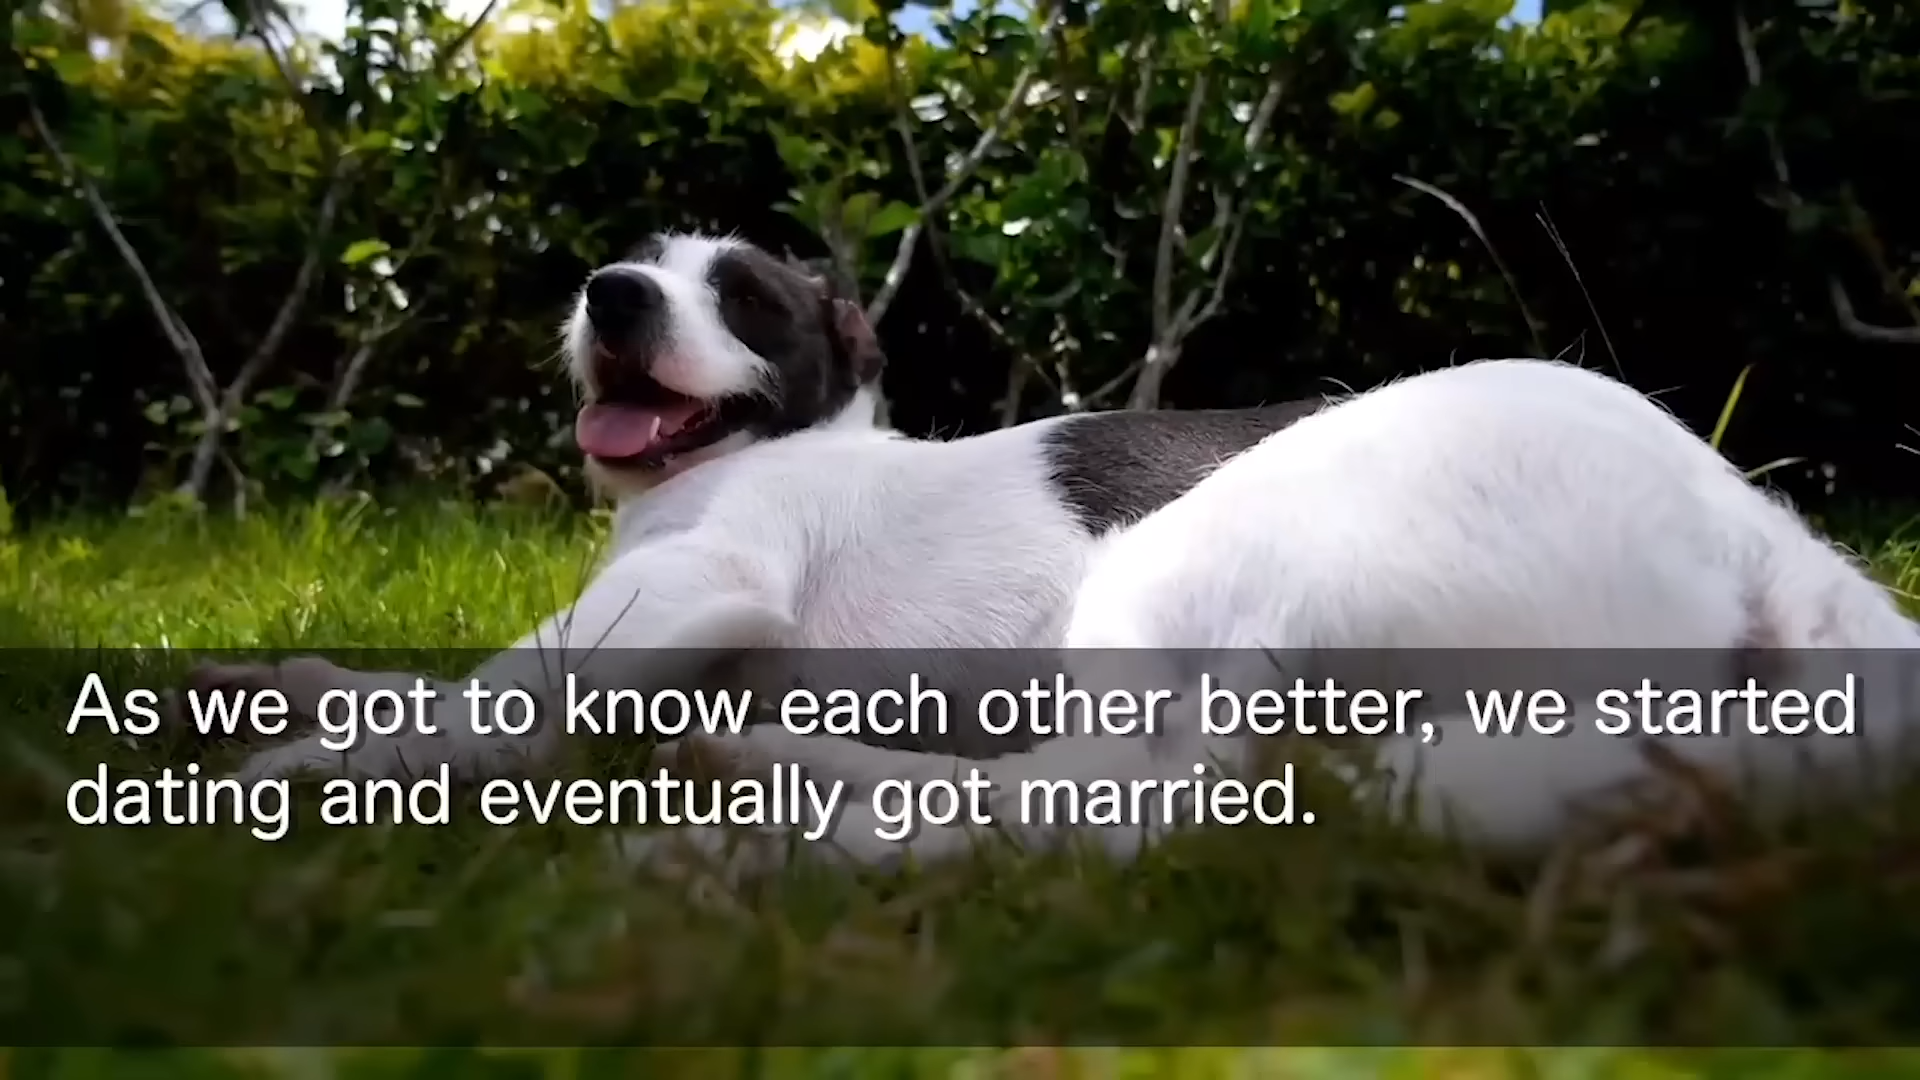 As we got to know each other better, we started
dating and eventually got married.